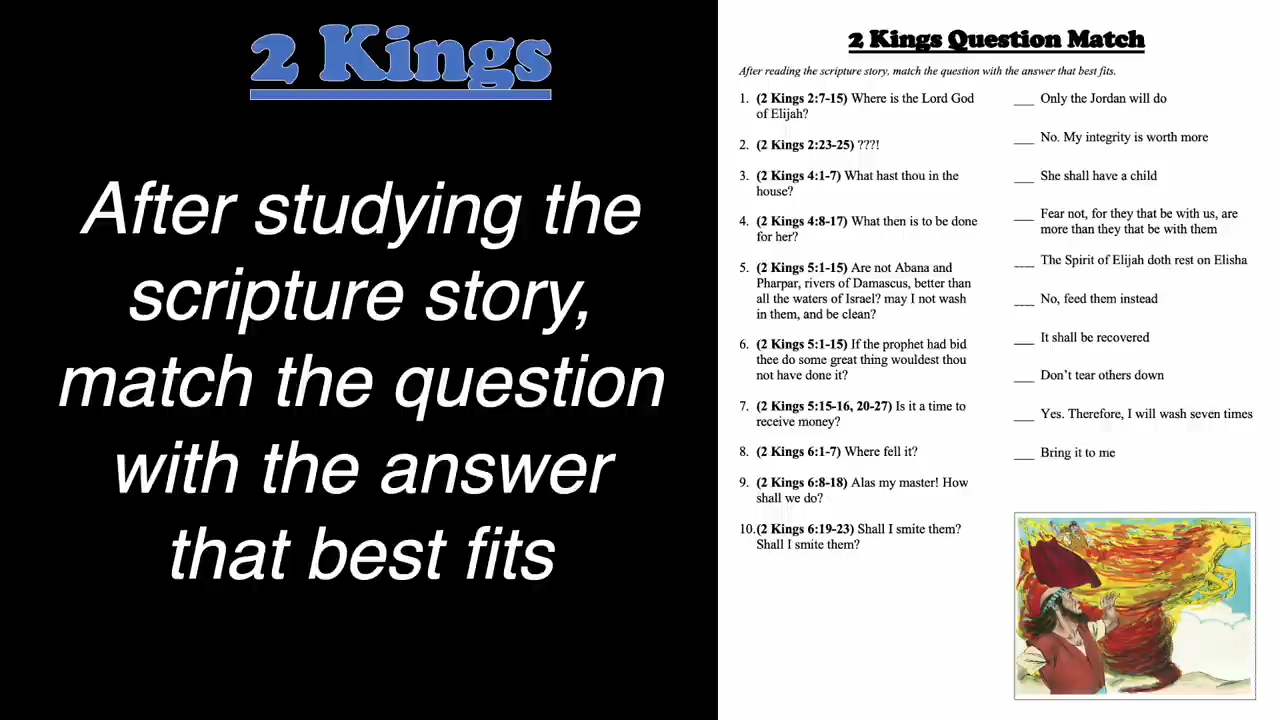 2 Kings
After studying the
scripture story,
match the question
with the answer
that best fits
2 Kings Question Match
After reading the scripture story, match the question with the answer that best fits.
1. (2 Kings 2:7-15) Where is the Lord God
of Elijah?
2. (2 Kings 2:23-25) ???!
3. (2 Kings 4:1-7) What hast thou in the
house?
4. (2 Kings 4:8-17) What then is to be done
for her?
5. (2 Kings 5:1-15) Are not Abana and
Pharpar, rivers of Damascus, better than
all the waters of Israel? may I not wash
in them, and be clean?
6. (2 Kings 5:1-15) If the prophet had bid
thee do some great thing wouldest thou
not have done it?
7. (2 Kings 5:15-16, 20-27) Is it a time to
receive money?
8. (2 Kings 6:1-7) Where fell it?
9. (2 Kings 6:8-18) Alas my master! How
shall we do?
10.(2 Kings 6:19-23) Shall I smite them?
Shall I smite them?
___ Only the Jordan will do
___ No. My integrity is worth more
___ She shall have a child
___ Fear not, for they that be with us, are
more than they that be with them
___ The Spirit of Elijah doth rest on Elisha
___ No, feed them instead
___ It shall be recovered
___ Don't tear others down
___ Yes. Therefore, I will wash seven times
___ Bring it to me